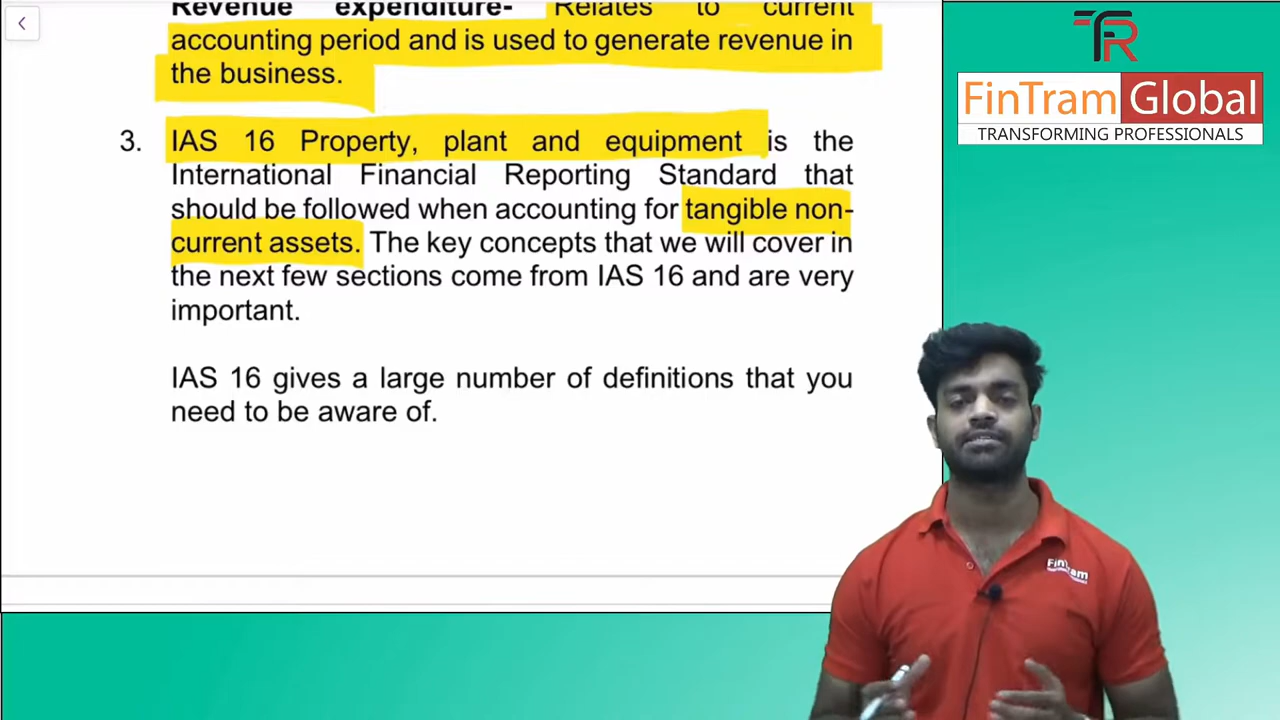 Revenue expenditure- Relates to current
accounting period and is used to generate revenue in
the business.
3. IAS 16 Property, plant and equipment is the
International Financial Reporting Standard that
should be followed when accounting for tangible non-
current assets. The key concepts that we will cover in
the next few sections come from IAS 16 and are very
important.
IAS 16 gives a large number of definitions that you
need to be aware of.
FinTram Global
TRANSFORMING PROFESSIONALS
FinTram